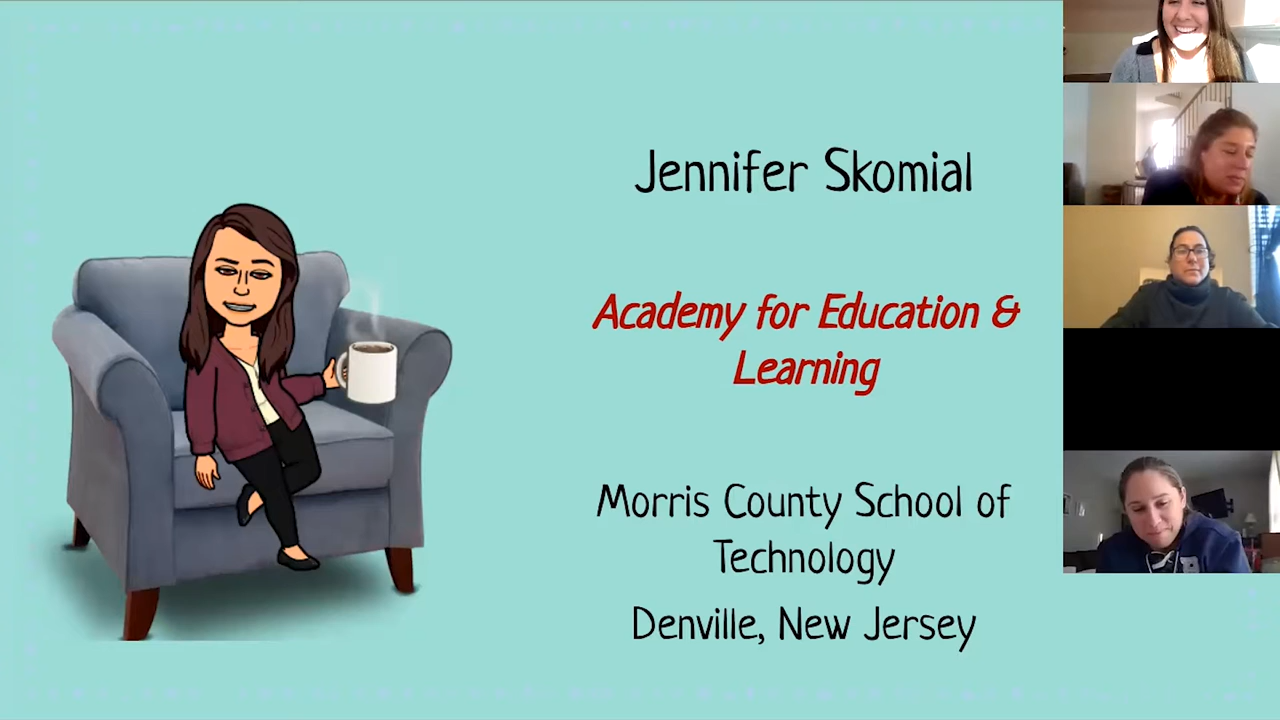 Jennifer Skomial
Academy for Education &
Learning
Morris County School of
Technology
Denville, New Jersey